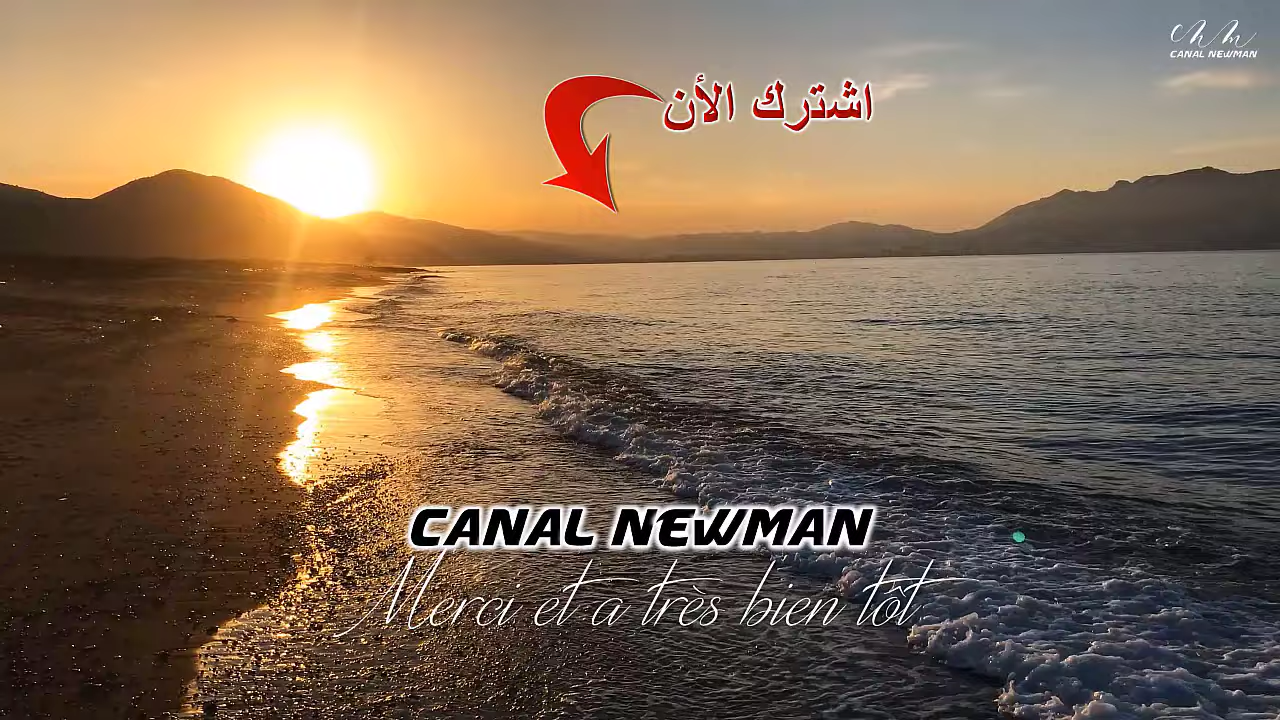 CANAL NEWMAN
اشترك الأن
CANAL NEWMAN
Merci et a très bien tôt